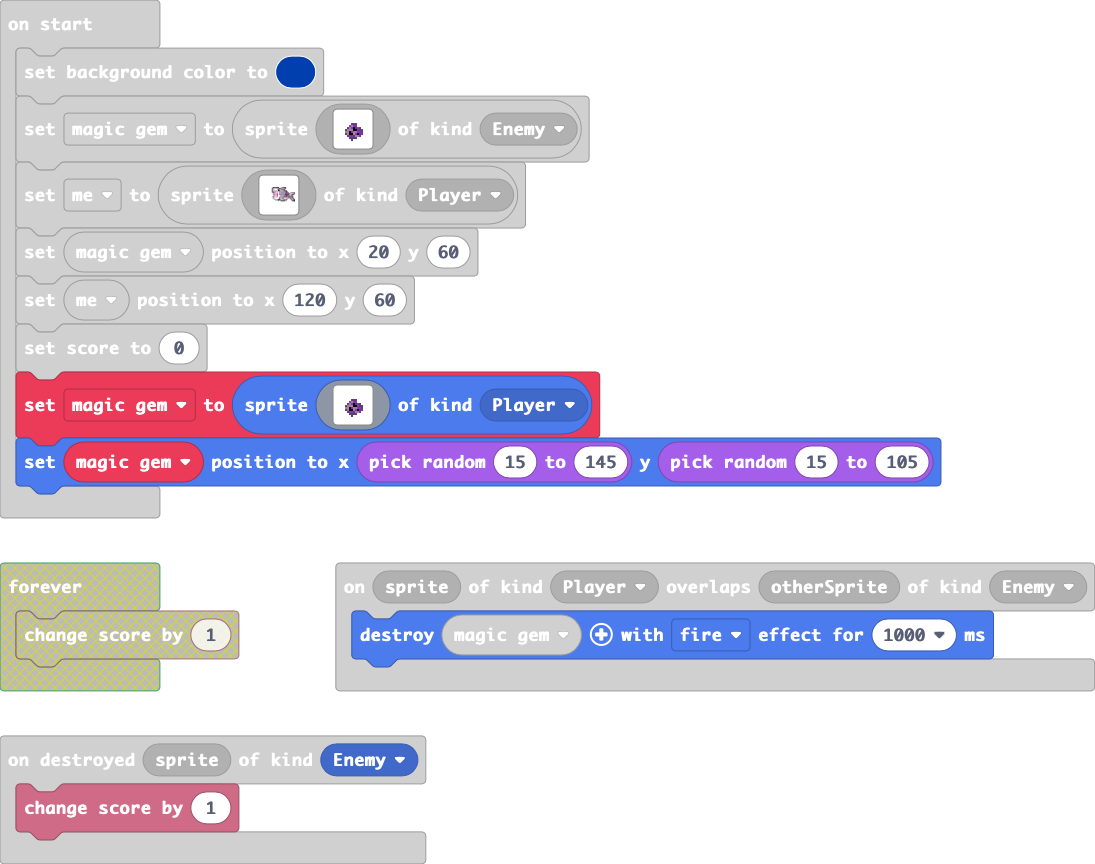 on start
set background color to
set magic gem to sprite of kind Enemy
set me to sprite of kind Player
set magic gem position to x 20 y 60
set me position to x 120 y 60
set score to 0
set magic gem to sprite of kind Player
set magic gem position to x pick random 15 to 145 y pick random 15 to 105
forever
change score by 1
on sprite of kind Player overlaps otherSprite of kind Enemy
destroy magic gem with fire effect for 1000 ms
on destroyed sprite of kind Enemy
change score by 1